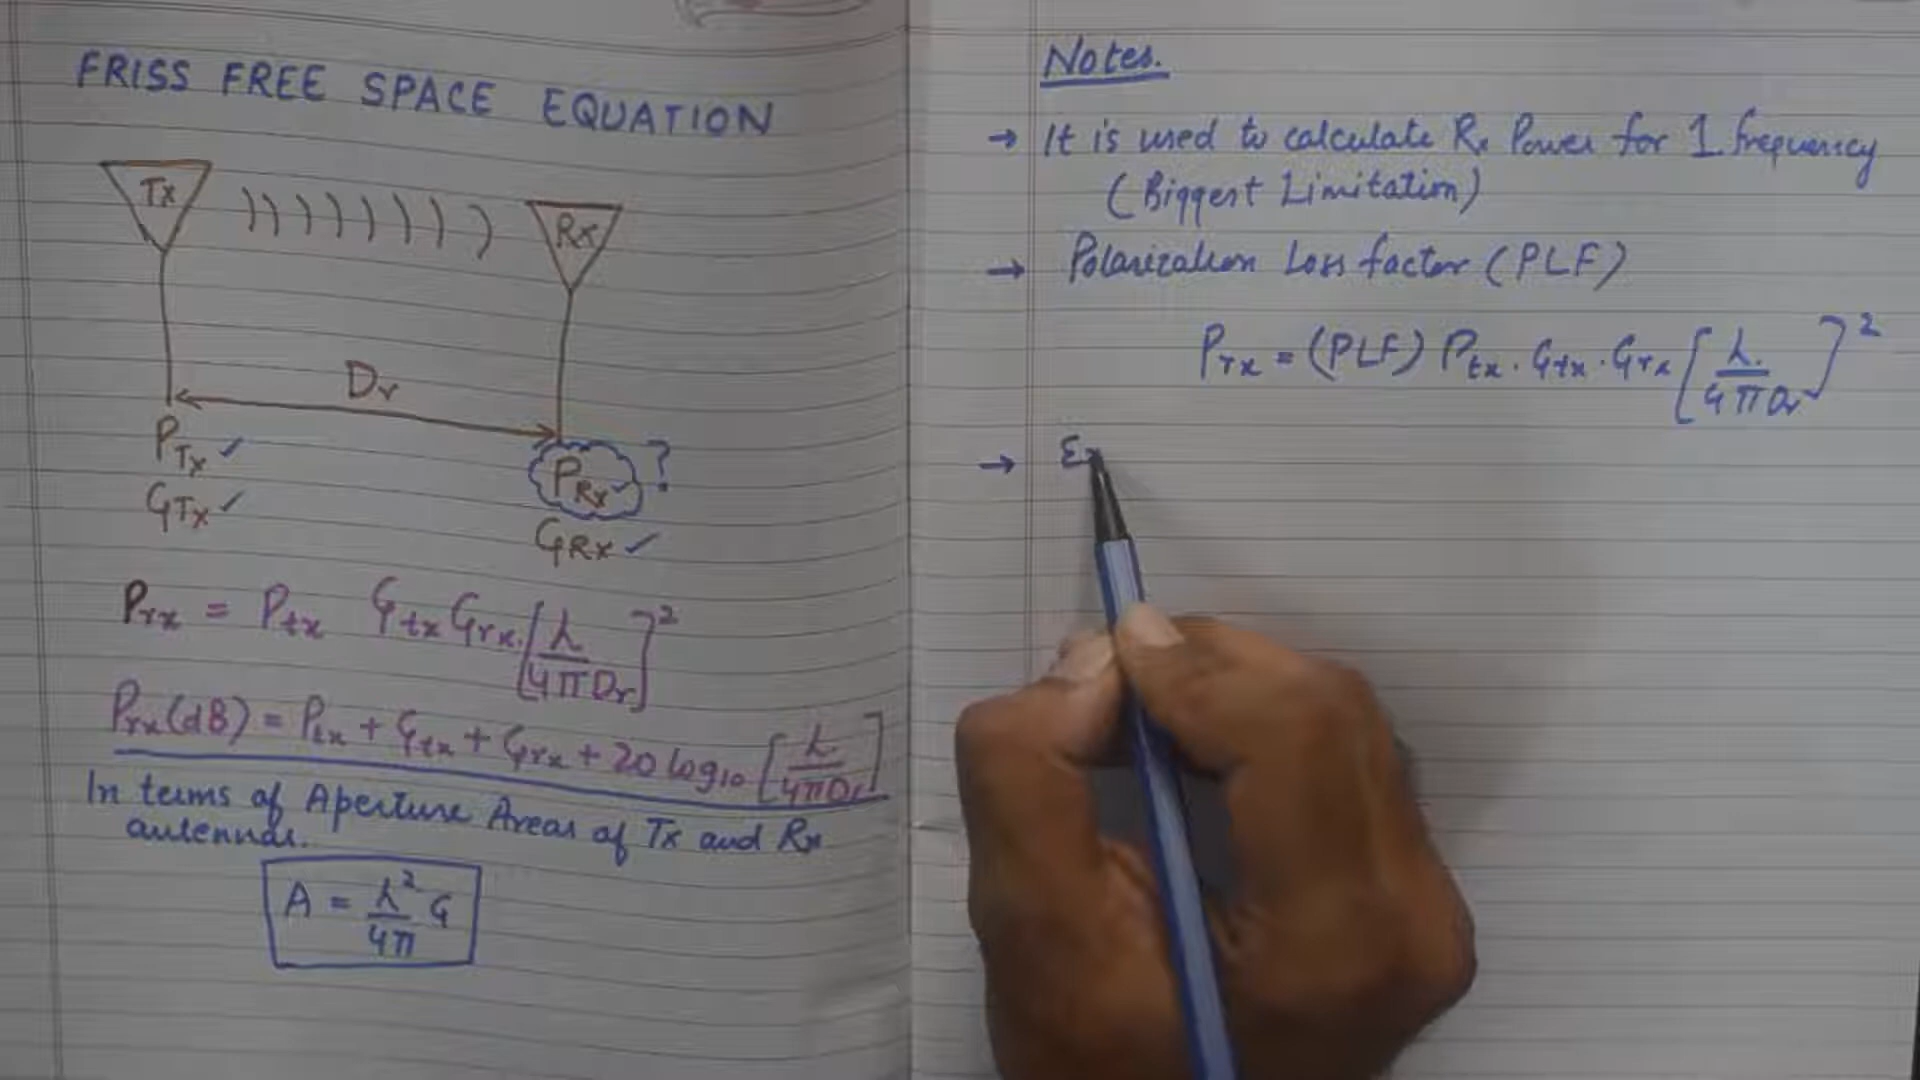 FRISS FREE SPACE EQUATION
Tx )))))))) Rx
Dr
PTx ✓
GTx ✓
PRx ?
GRx ✓
Prx = Ptx Gtx Grx. [λ/4πDr]²
Prx(dB) = Ptx + Gtx + Grx + 20 log10 [λ/4πDr]
In terms of Aperture Areas of Tx and Rx
antennas.
A = λ²/4π G
Notes.
→ It is used to calculate Rx Power for 1 frequency
(Biggest Limitation)
→ Polarization Loss factor (PLF)
Prx = (PLF) Ptx . Gtx . Grx [λ/4πDr]²
→ Ex